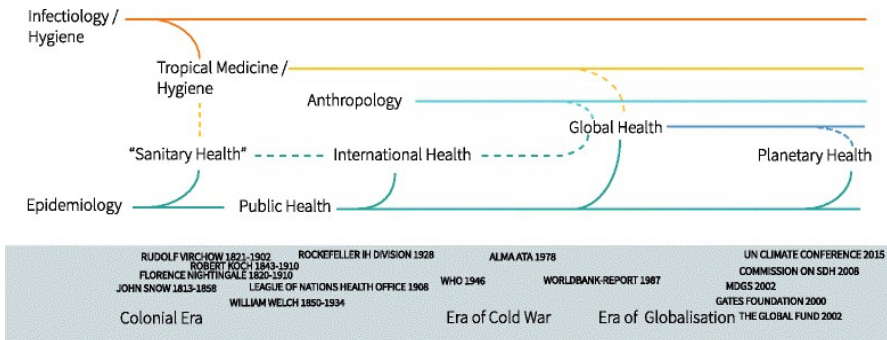 Infectiology /
Hygiene
Tropical Medicine /
Hygiene
Anthropology
Global Health
"Sanitary Health"
International Health
Planetary Health
Epidemiology
Public Health
RUDOLF VIRCHOW 1821-1902
ROBERT KOCH 1843-1910
FLORENCE NIGHTINGALE 1820-1910
JOHN SNOW 1813-1858
WILLIAM WELCH 1850-1934
ROCKEFELLER IH DIVISION 1928
LEAGUE OF NATIONS HEALTH OFFICE 1908
ALMA ATA 1978
WHO 1946
WORLDBANK-REPORT 1987
UN CLIMATE CONFERENCE 2015
COMMISSION ON SDH 2008
MDGS 2002
GATES FOUNDATION 2000
THE GLOBAL FUND 2002
Colonial Era
Era of Cold War
Era of Globalisation